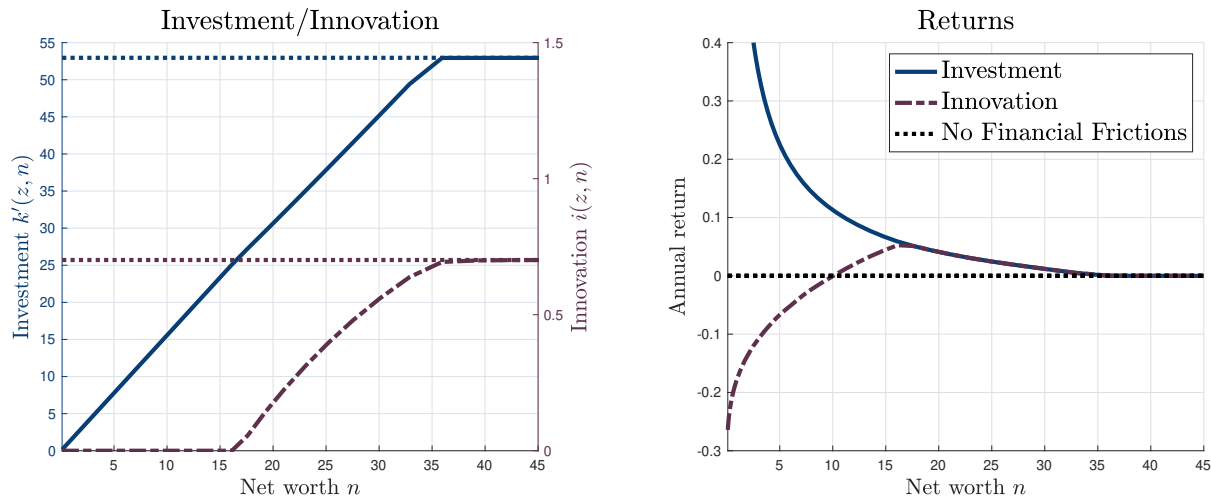 Investment/Innovation
55
50
45
40
35
30
25
20
15
10
5
0
Investment k′(z, n)
1.5
1
0.5
0
Innovation i(z, n)
5 10 15 20 25 30 35 40 45
Net worth n
Returns
0.4
0.3
0.2
0.1
0
-0.1
-0.2
-0.3
Annual return
Investment
Innovation
No Financial Frictions
5 10 15 20 25 30 35 40 45
Net worth n